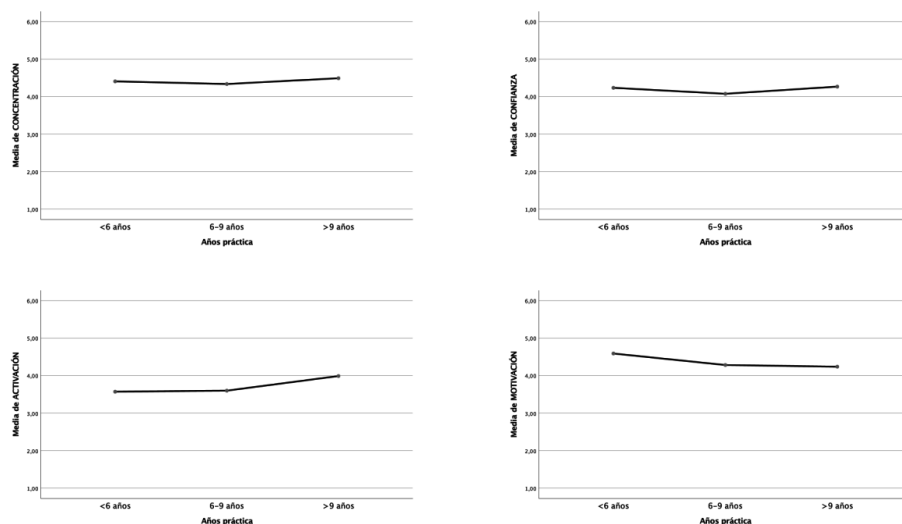 Media de CONCENTRACIÓN
6,00
5,00
4,00
3,00
2,00
1,00
<6 años
6-9 años
>9 años
Años práctica
Media de CONFIANZA
6,00
5,00
4,00
3,00
2,00
1,00
<6 años
6-9 años
>9 años
Años práctica
Media de ACTIVACIÓN
6,00
5,00
4,00
3,00
2,00
1,00
<6 años
6-9 años
>9 años
Años práctica
Media de MOTIVACIÓN
6,00
5,00
4,00
3,00
2,00
1,00
<6 años
6-9 años
>9 años
Años práctica